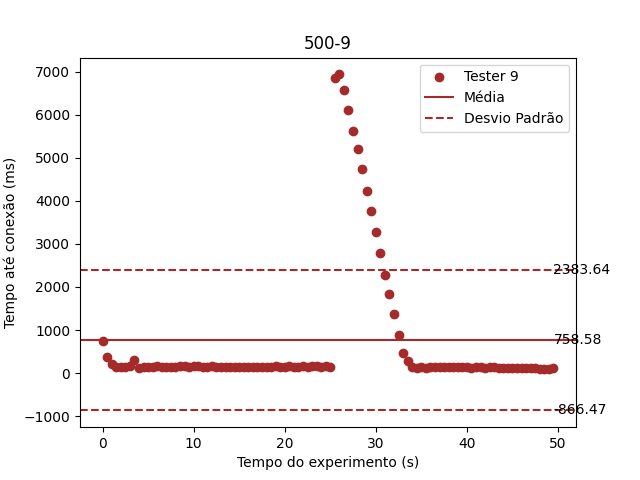 500-9
Tempo até conexão (ms)
7000
6000
5000
4000
3000
2000
1000
0
−1000
Tester 9
Média
Desvio Padrão
2383.64
758.58
-866.47
0 10 20 30 40 50
Tempo do experimento (s)